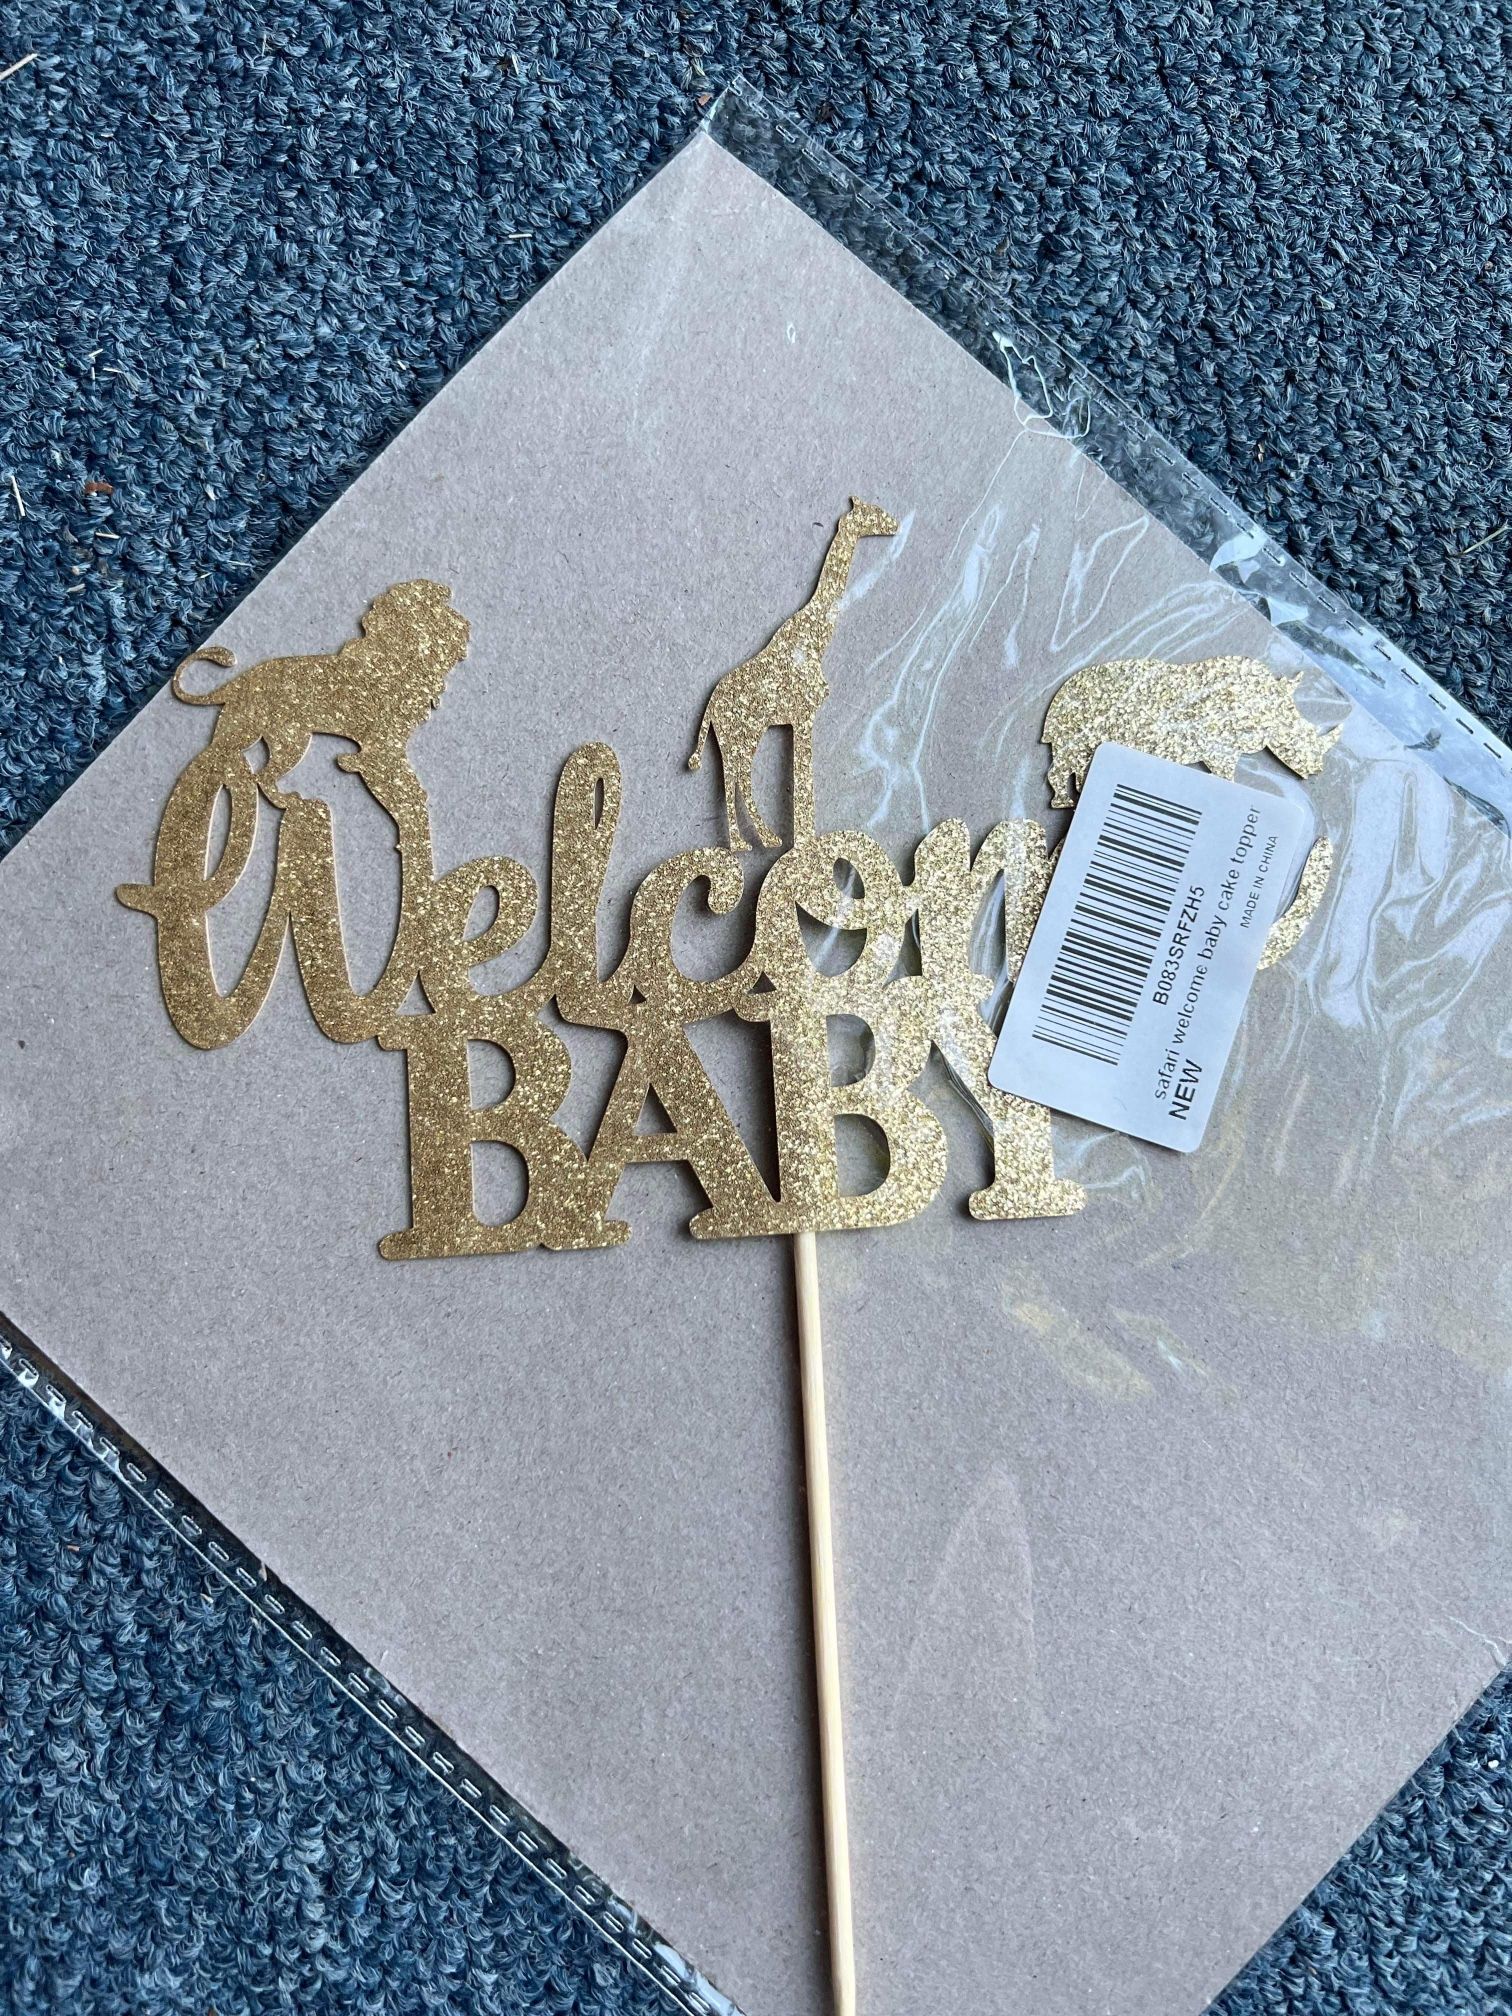 Welcome
BABY
B083SRFZH5
safari welcome baby cake topper
NEW
MADE IN CHINA